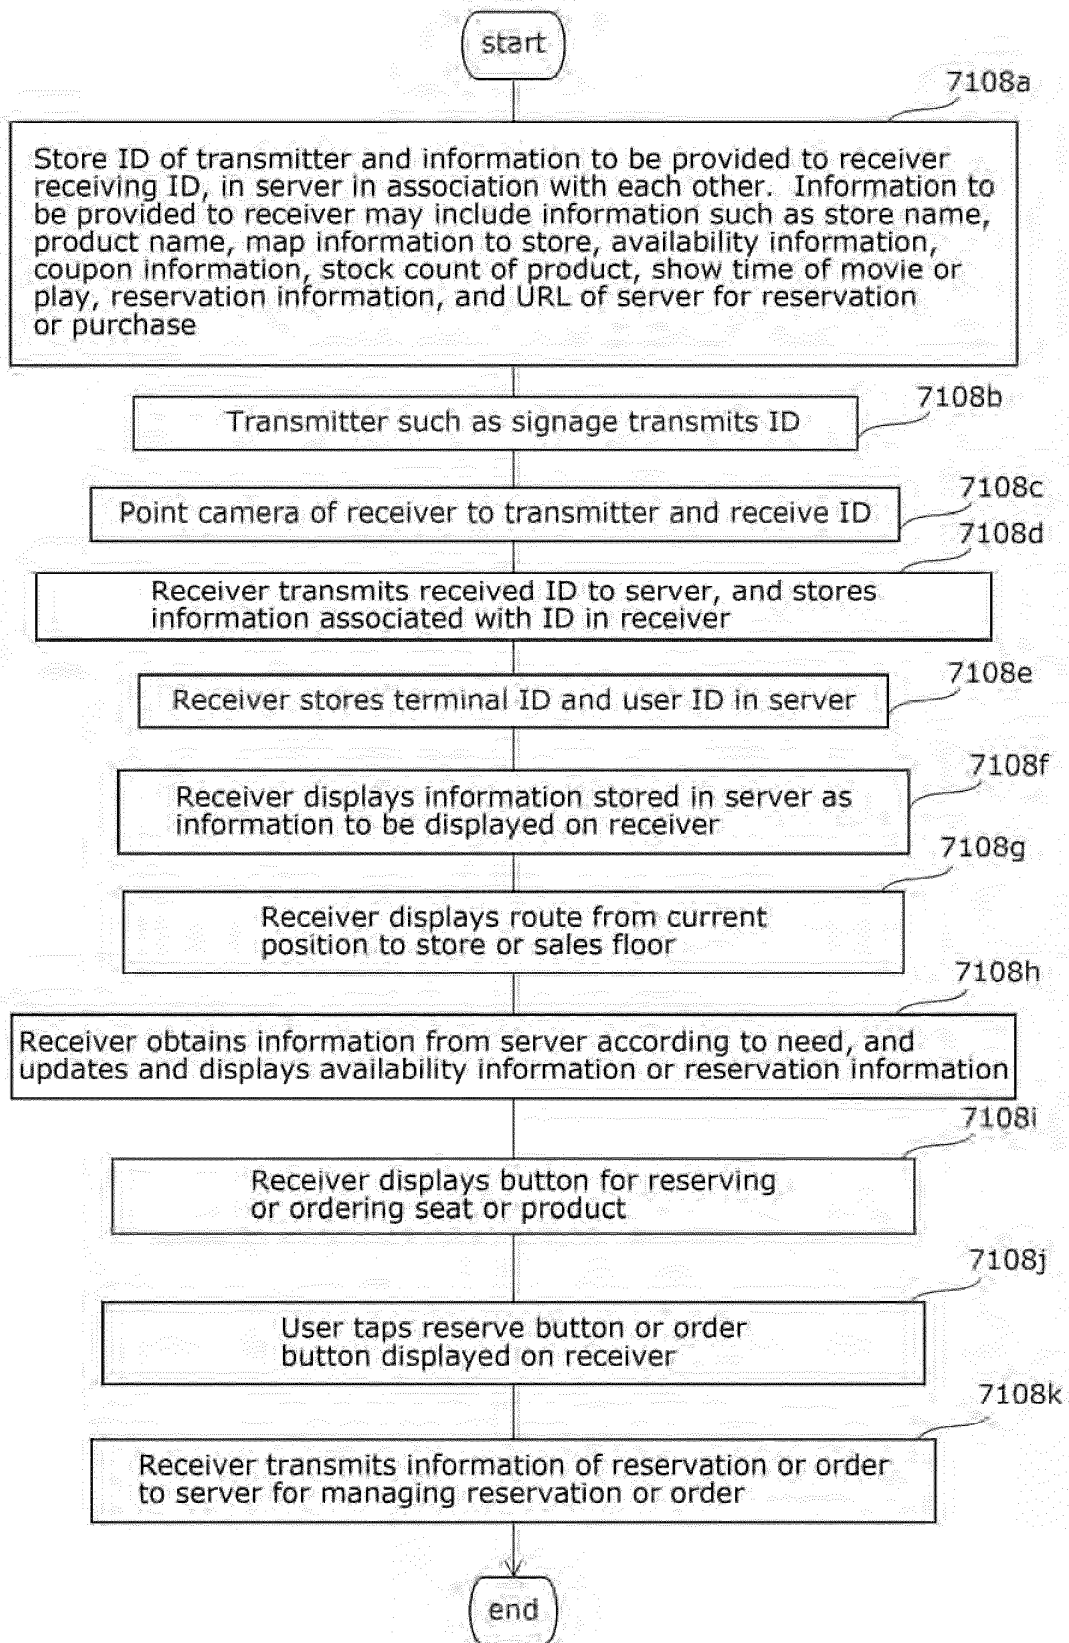 start
7108a
Store ID of transmitter and information to be provided to receiver
receiving ID, in server in association with each other. Information to
be provided to receiver may include information such as store name,
product name, map information to store, availability information,
coupon information, stock count of product, show time of movie or
play, reservation information, and URL of server for reservation
or purchase
7108b
Transmitter such as signage transmits ID
7108c
Point camera of receiver to transmitter and receive ID
7108d
Receiver transmits received ID to server, and stores
information associated with ID in receiver
7108e
Receiver stores terminal ID and user ID in server
7108f
Receiver displays information stored in server as
information to be displayed on receiver
7108g
Receiver displays route from current
position to store or sales floor
7108h
Receiver obtains information from server according to need, and
updates and displays availability information or reservation information
7108i
Receiver displays button for reserving
or ordering seat or product
7108j
User taps reserve button or order
button displayed on receiver
7108k
Receiver transmits information of reservation or order
to server for managing reservation or order
end